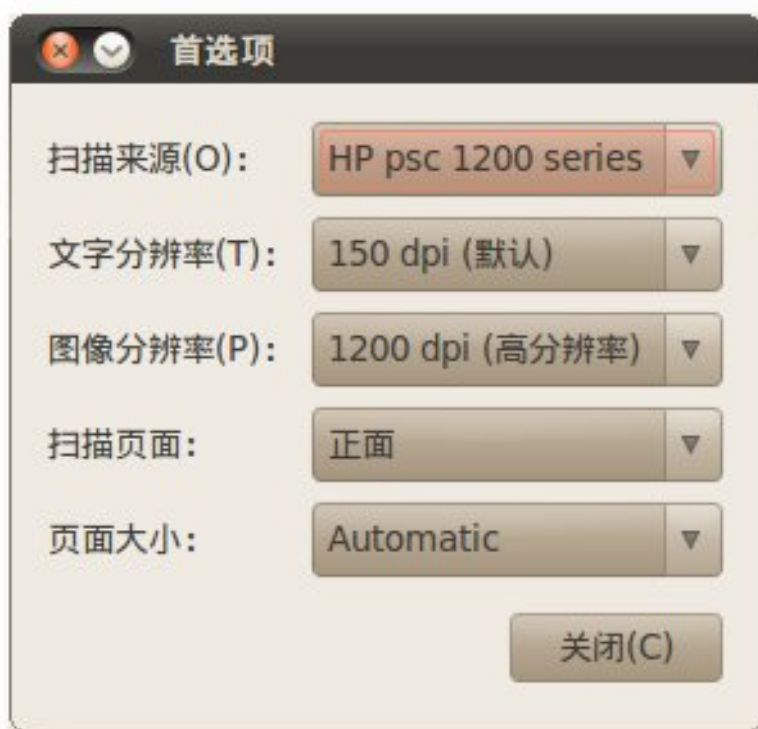 首选项
扫描来源(O): HP psc 1200 series
文字分辨率(T): 150 dpi (默认)
图像分辨率(P): 1200 dpi (高分辨率)
扫描页面: 正面
页面大小: Automatic
关闭(C)